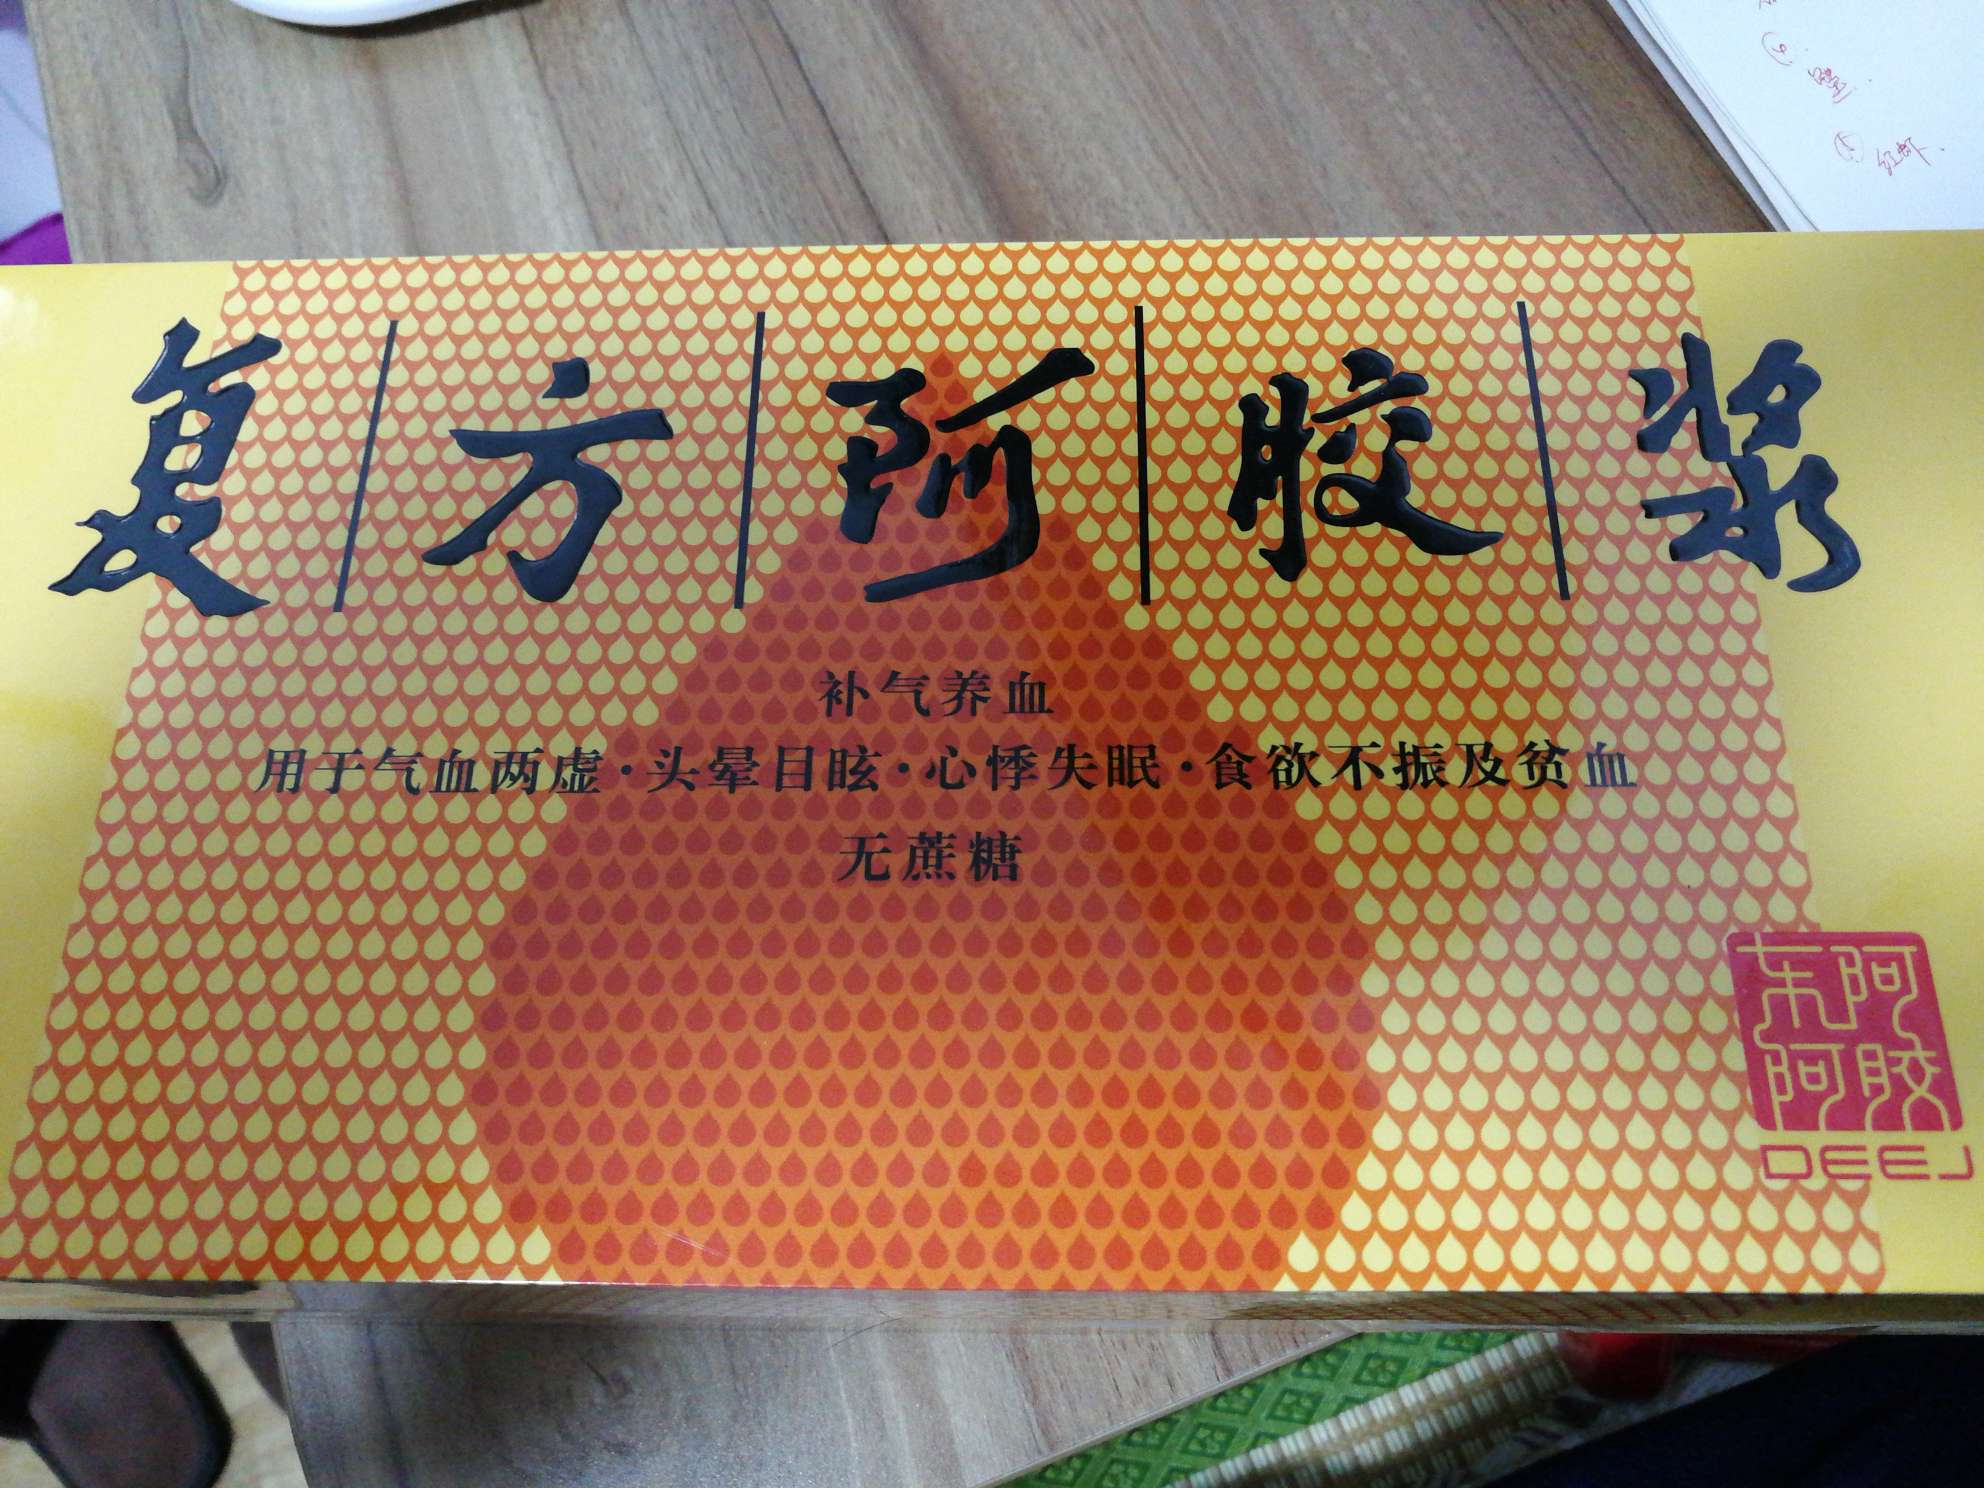 复方阿胶浆
补气养血
用于气血两虚·头晕目眩·心悸失眠·食欲不振及贫血
无蔗糖
东阿
阿胶
DEEJ